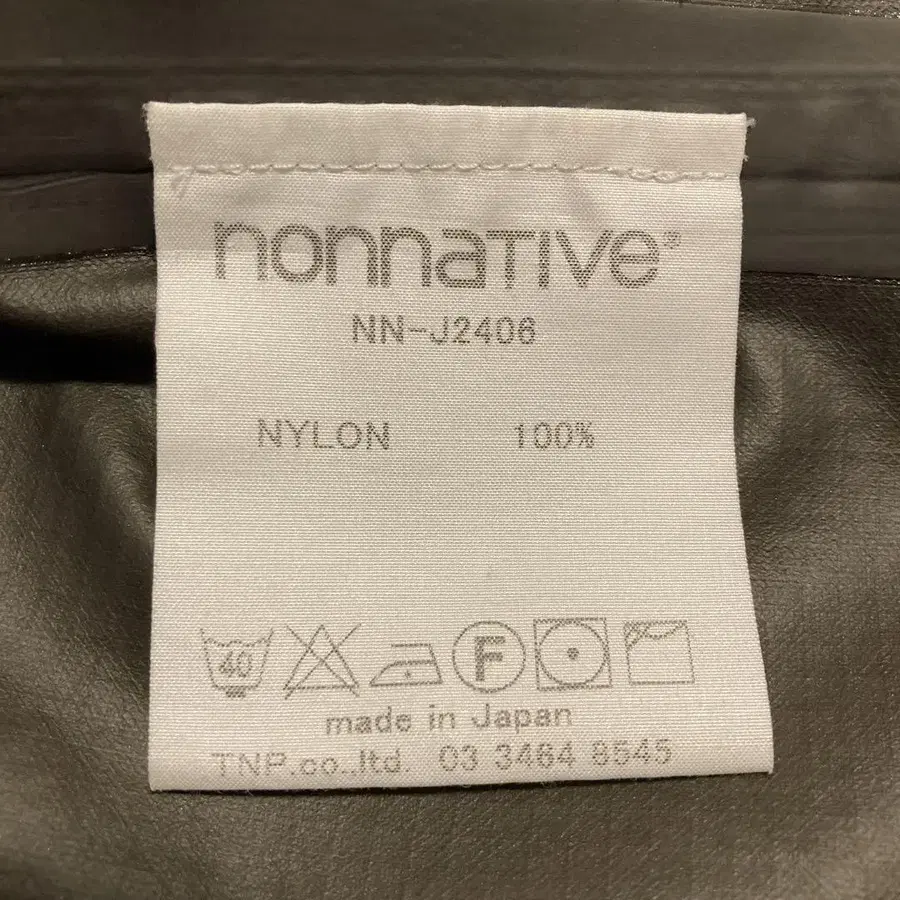 nonnaTIVe®
NN-J2406
NYLON 100%
40 F
made in Japan
TNP.co.,ltd. 03 3464 8545